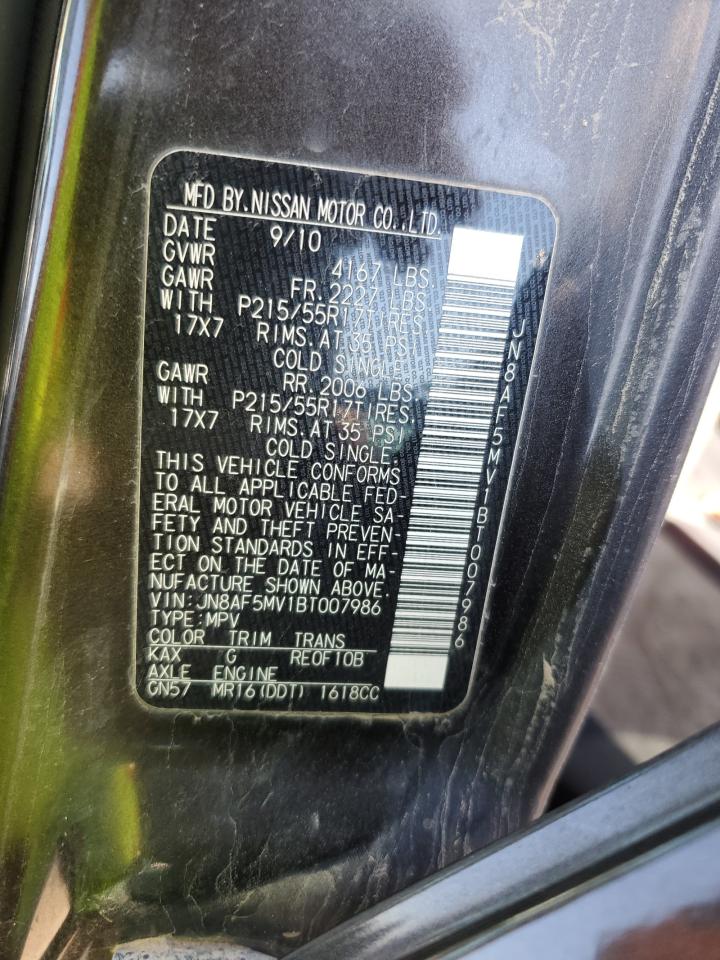 MFD BY.NISSAN MOTOR CO.,LTD.
DATE 9/10
GVWR 4167 LBS.
GAWR FR.2227 LBS.
WITH P215/55R17TIRES.
17X7 RIMS.AT 35 PSI
COLD SINGLE.
GAWR RR.2006 LBS.
WITH P215/55R17TIRES.
17X7 RIMS.AT 35 PSI
COLD SINGLE.
THIS VEHICLE CONFORMS
TO ALL APPLICABLE FED-
ERAL MOTOR VEHICLE SA-
FETY AND THEFT PREVEN-
TION STANDARDS IN EFF-
ECT ON THE DATE OF MA-
NUFACTURE SHOWN ABOVE.
VIN:JN8AF5MV1BT007986
TYPE:MPV
COLOR TRIM TRANS
KAX G RE0F10B
AXLE ENGINE
GN57 MR16(DDT) 1618CC
JN8AF5MV1BT007986